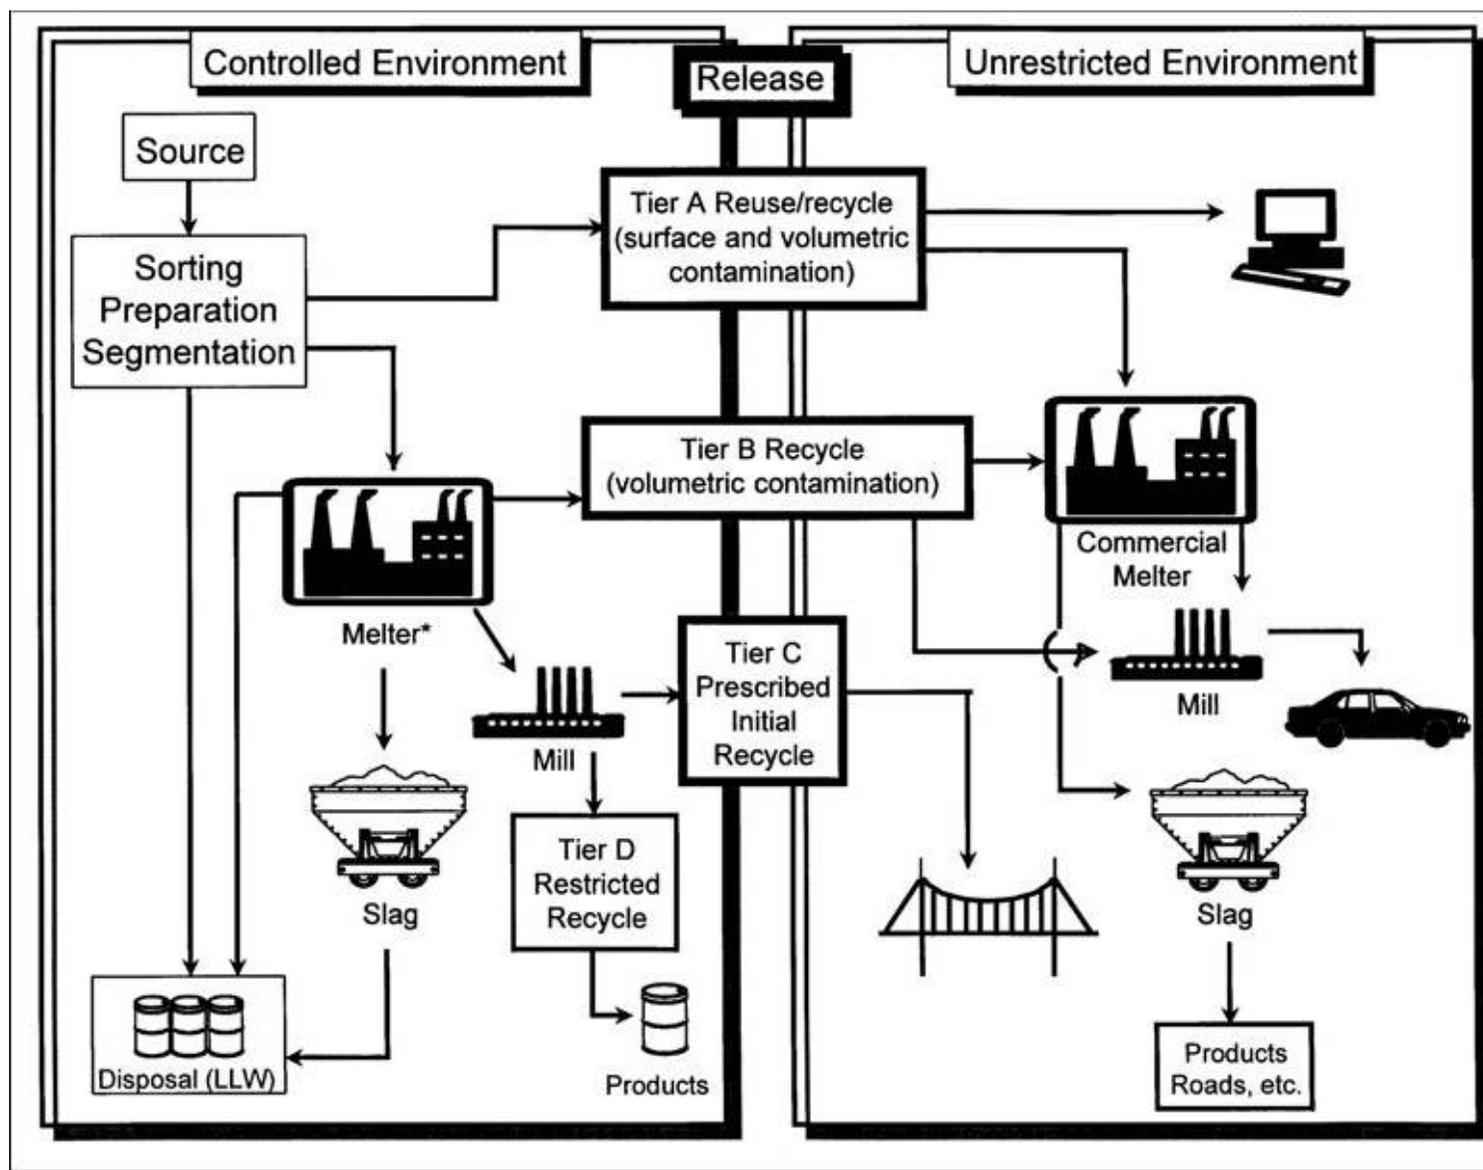 Controlled Environment
Release
Unrestricted Environment
Source
Sorting
Preparation
Segmentation
Tier A Reuse/recycle
(surface and volumetric
contamination)
Tier B Recycle
(volumetric contamination)
Commercial
Melter
Melter*
Tier C
Prescribed
Initial
Recycle
Mill
Mill
Tier D
Restricted
Recycle
Slag
Slag
Disposal (LLW)
Products
Products
Roads, etc.